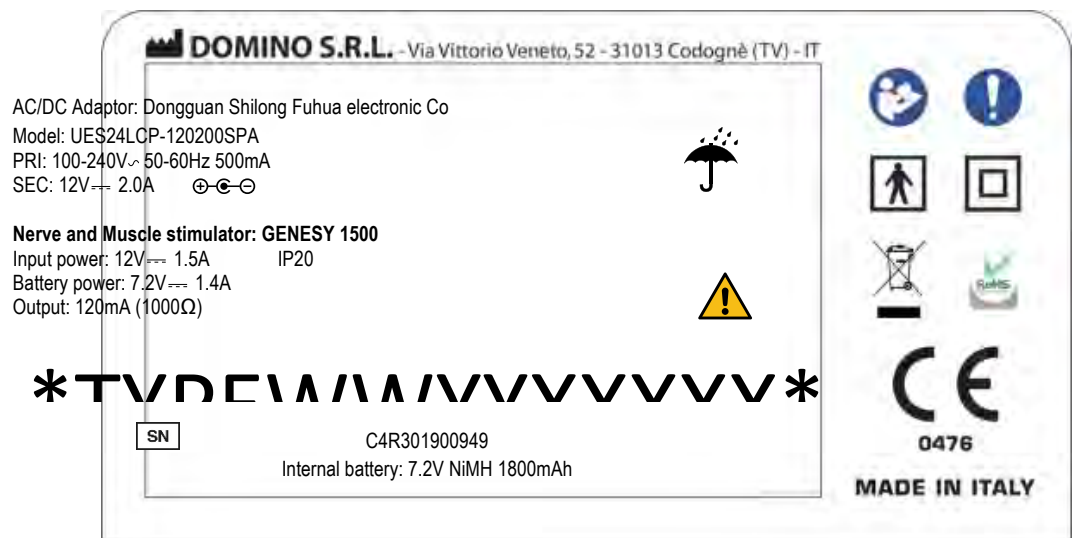 DOMINO S.R.L. - Via Vittorio Veneto, 52 - 31013 Codognè (TV) - IT
AC/DC Adaptor: Dongguan Shilong Fuhua electronic Co
Model: UES24LCP-120200SPA
PRI: 100-240V~ 50-60Hz 500mA
SEC: 12V⎓ 2.0A
Nerve and Muscle stimulator: GENESY 1500
Input power: 12V⎓ 1.5A IP20
Battery power: 7.2V⎓ 1.4A
Output: 120mA (1000Ω)
RoHS
SN
C4R301900949
Internal battery: 7.2V NiMH 1800mAh
CE
0476
MADE IN ITALY